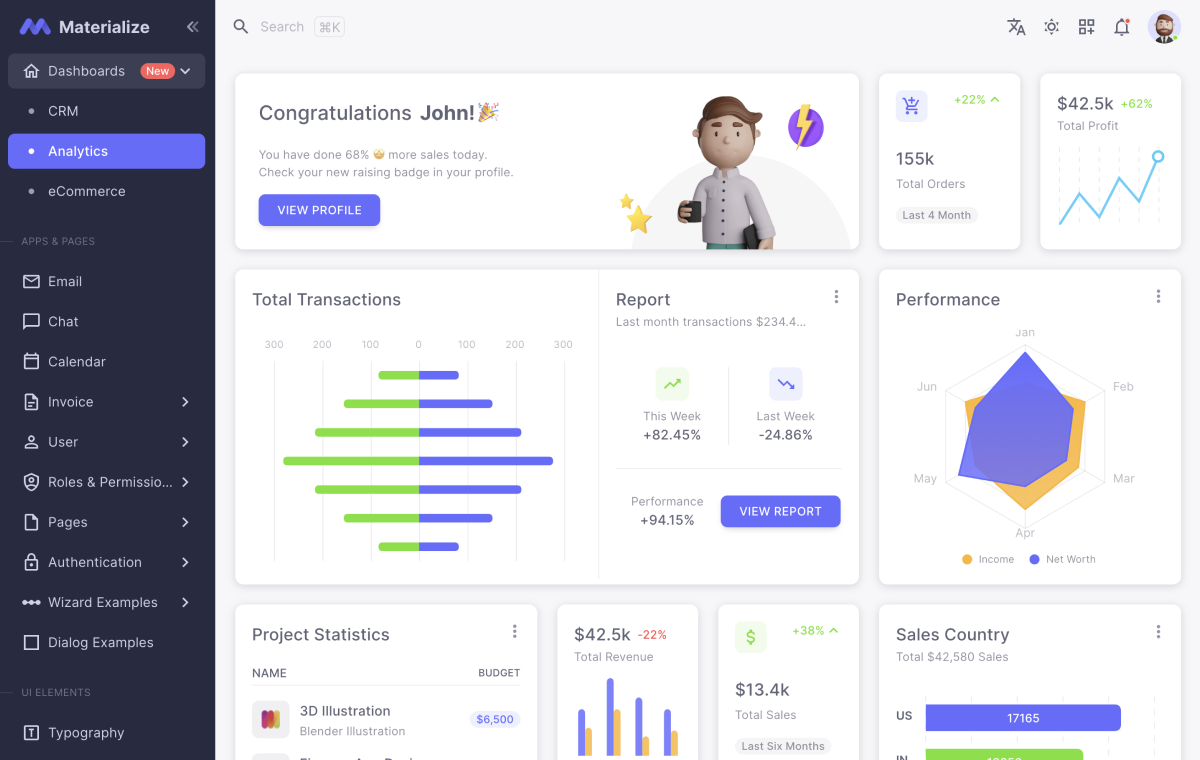 Materialize
Dashboards
New
CRM
Analytics
eCommerce
APPS & PAGES
Email
Chat
Calendar
Invoice
User
Roles & Permissio...
Pages
Authentication
Wizard Examples
Dialog Examples
UI ELEMENTS
Typography
Search ⌘K
Congratulations John!🎉
You have done 68% 🤩 more sales today.
Check your new raising badge in your profile.
VIEW PROFILE
+22%
155k
Total Orders
Last 4 Month
$42.5k +62%
Total Profit
Total Transactions
300 200 100 0 100 200 300
Report
Last month transactions $234.4...
This Week
+82.45%
Last Week
-24.86%
Performance
+94.15%
VIEW REPORT
Performance
Jan
Feb
Mar
Apr
May
Jun
Income
Net Worth
Project Statistics
NAME BUDGET
3D Illustration
Blender Illustration
$6,500
$42.5k -22%
Total Revenue
+38%
$13.4k
Total Sales
Last Six Months
Sales Country
Total $42,580 Sales
US 17165
IN